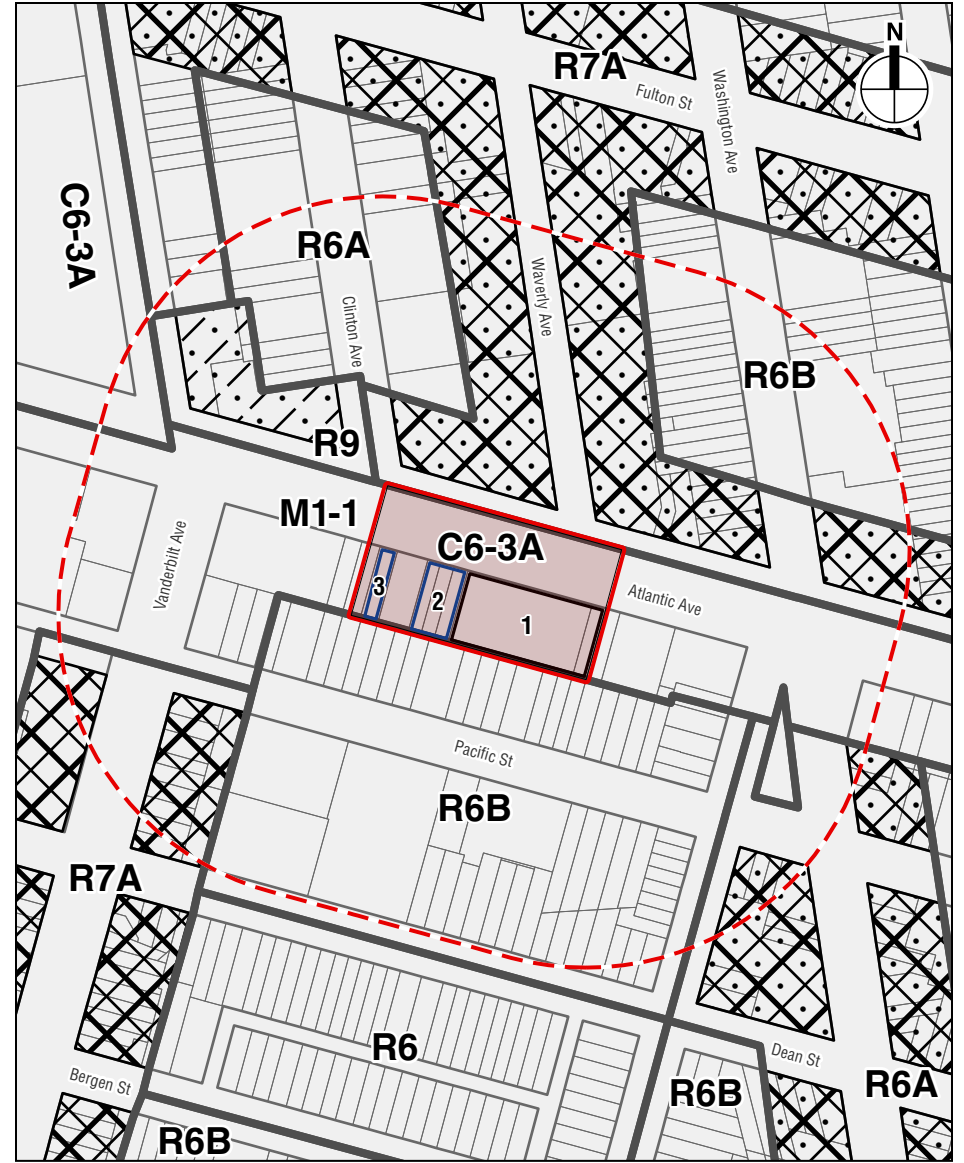 N
R7A
Fulton St
Washington Ave
C6-3A
R6A
Clinton Ave
Waverly Ave
R6B
R9
M1-1
C6-3A
Vanderbilt Ave
3
2
1
Atlantic Ave
Pacific St
R6B
R7A
R6
Dean St
Bergen St
R6B
R6A
R6B